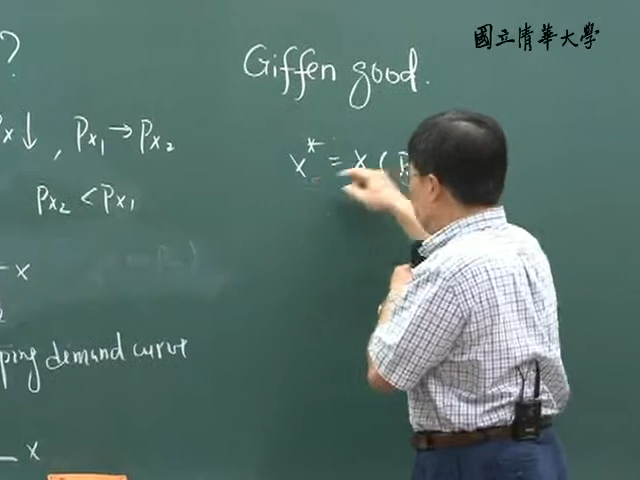 國立清華大學
?
Giffen good.
Px↓, Px₁→Px₂
x* = x(P
Px₂ < Px₁
x
ping demand curve
x